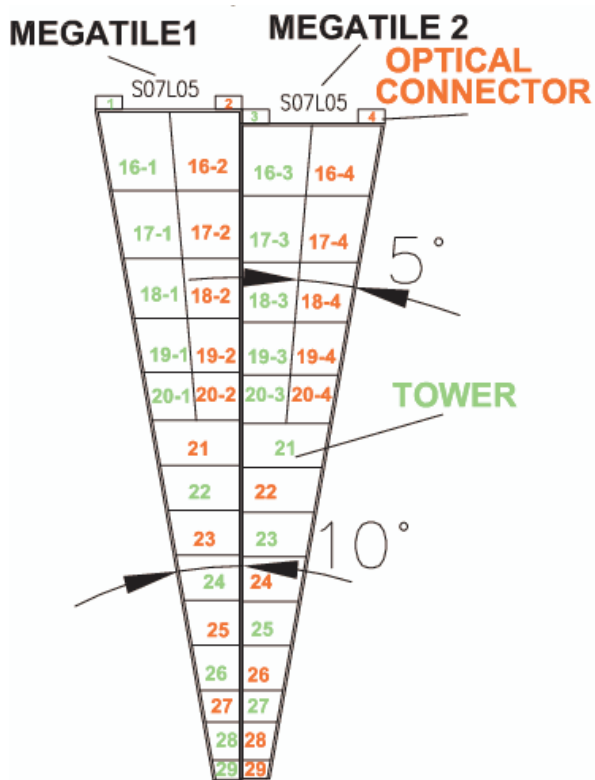 MEGATILE1 MEGATILE 2
OPTICAL
CONNECTOR
S07L05 S07L05
1 2 3 4
16-1 16-2 16-3 16-4
17-1 17-2 17-3 17-4
5°
18-1 18-2 18-3 18-4
19-1 19-2 19-3 19-4
20-1 20-2 20-3 20-4
TOWER
21 21
22 22
23 23
10°
24 24
25 25
26 26
27 27
28 28
29 29